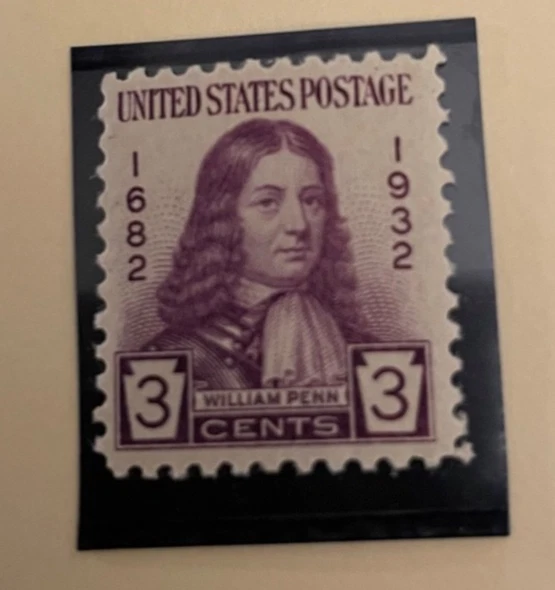 UNITED STATES POSTAGE
1682
1932
3
WILLIAM PENN
3
CENTS